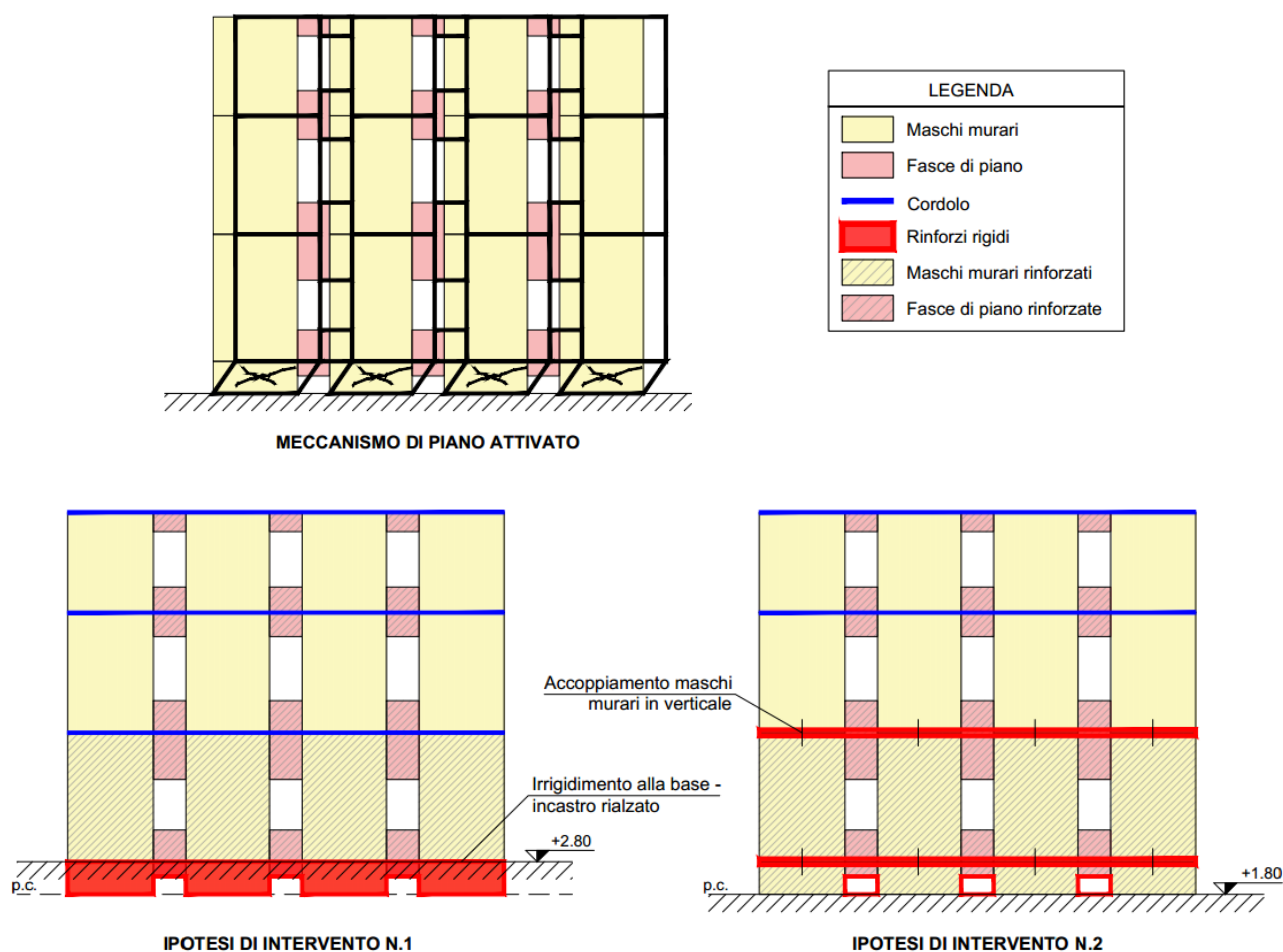 MECCANISMO DI PIANO ATTIVATO
LEGENDA
Maschi murari
Fasce di piano
Cordolo
Rinforzi rigidi
Maschi murari rinforzati
Fasce di piano rinforzate
Irrigidimento alla base -
incastro rialzato
+2.80
p.c.
IPOTESI DI INTERVENTO N.1
Accoppiamento maschi
murari in verticale
p.c.
+1.80
IPOTESI DI INTERVENTO N.2